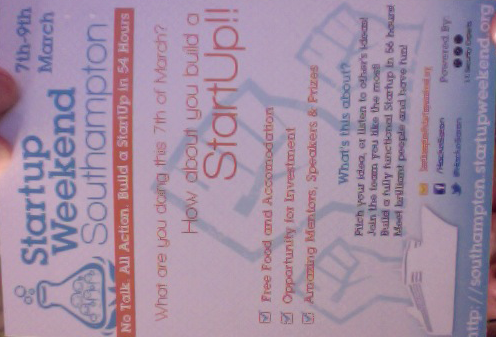 Startup
Weekend
Southampton
7th-9th
March
No Talk. All Action. Build a StartUp in 54 Hours
What are you doing this 7th of March?
How about you build a
StartUp!!
Free Food and Accomodation
Opportunity for Investment
Amazing Mentors, Speakers & Prizes
What's this about?
Pitch your idea, or listen to other's ideas!
Join the team you like the most!
Build a fully functional Startup in 56 hours!
Meet brilliant people and have fun!
Powered By:
http://southampton.startupweekend.org